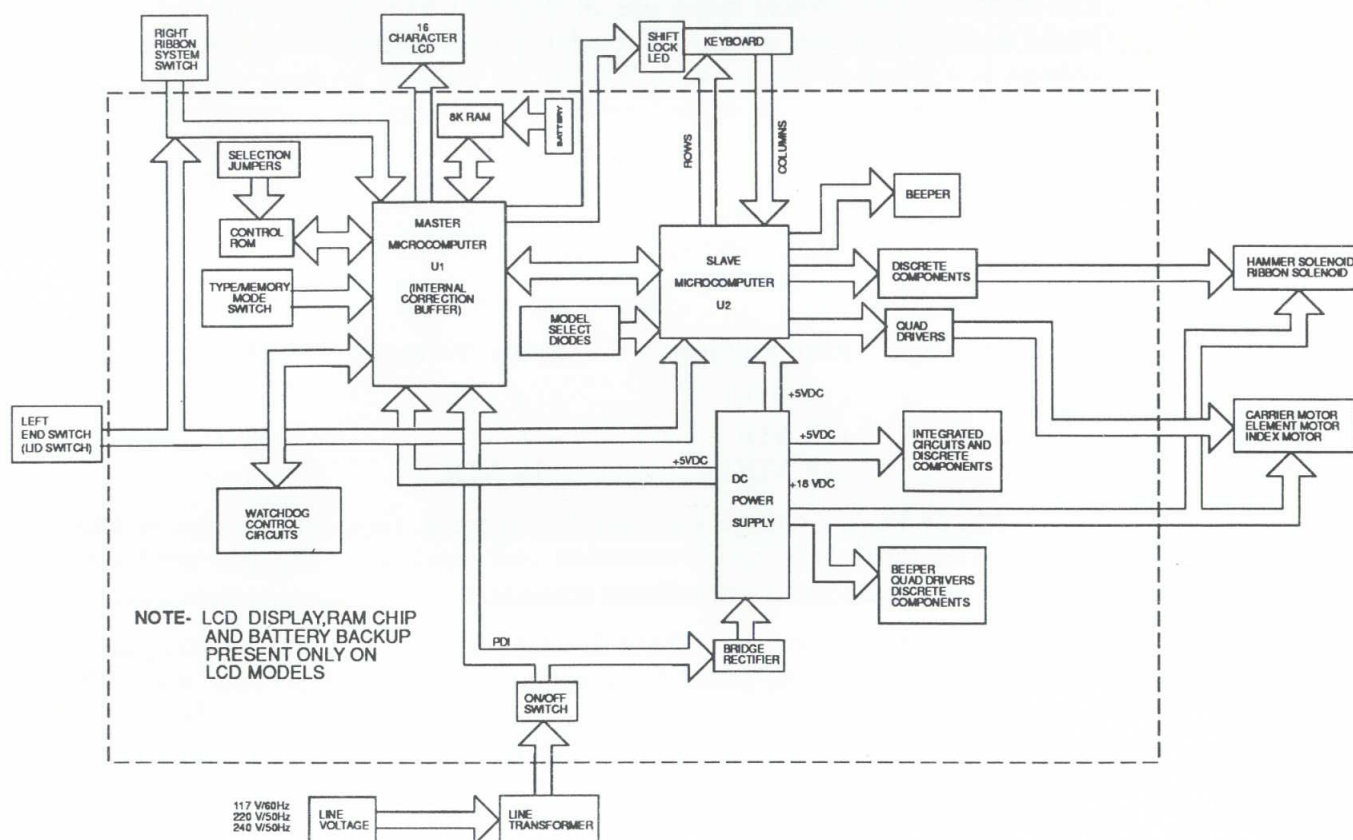 RIGHT
RIBBON
SYSTEM
SWITCH
16
CHARACTER
LCD
SHIFT
LOCK
LED
KEYBOARD
8K RAM
BATTERY
ROWS
COLUMNS
SELECTION
JUMPERS
CONTROL
ROM
TYPE/MEMORY
MODE
SWITCH
MASTER
MICROCOMPUTER
U1
(INTERNAL
CORRECTION
BUFFER)
SLAVE
MICROCOMPUTER
U2
MODEL
SELECT
DIODES
BEEPER
DISCRETE
COMPONENTS
QUAD
DRIVERS
HAMMER SOLENOID
RIBBON SOLENOID
CARRIER MOTOR
ELEMENT MOTOR
INDEX MOTOR
LEFT
END SWITCH
(LID SWITCH)
WATCHDOG
CONTROL
CIRCUITS
+5VDC
+5VDC
+5VDC
+18 VDC
DC
POWER
SUPPLY
INTEGRATED
CIRCUITS AND
DISCRETE
COMPONENTS
BEEPER
QUAD DRIVERS
DISCRETE
COMPONENTS
NOTE- LCD DISPLAY,RAM CHIP
AND BATTERY BACKUP
PRESENT ONLY ON
LCD MODELS
PDI
BRIDGE
RECTIFIER
ON/OFF
SWITCH
117 V/60Hz
220 V/50Hz
240 V/50Hz
LINE
VOLTAGE
LINE
TRANSFORMER